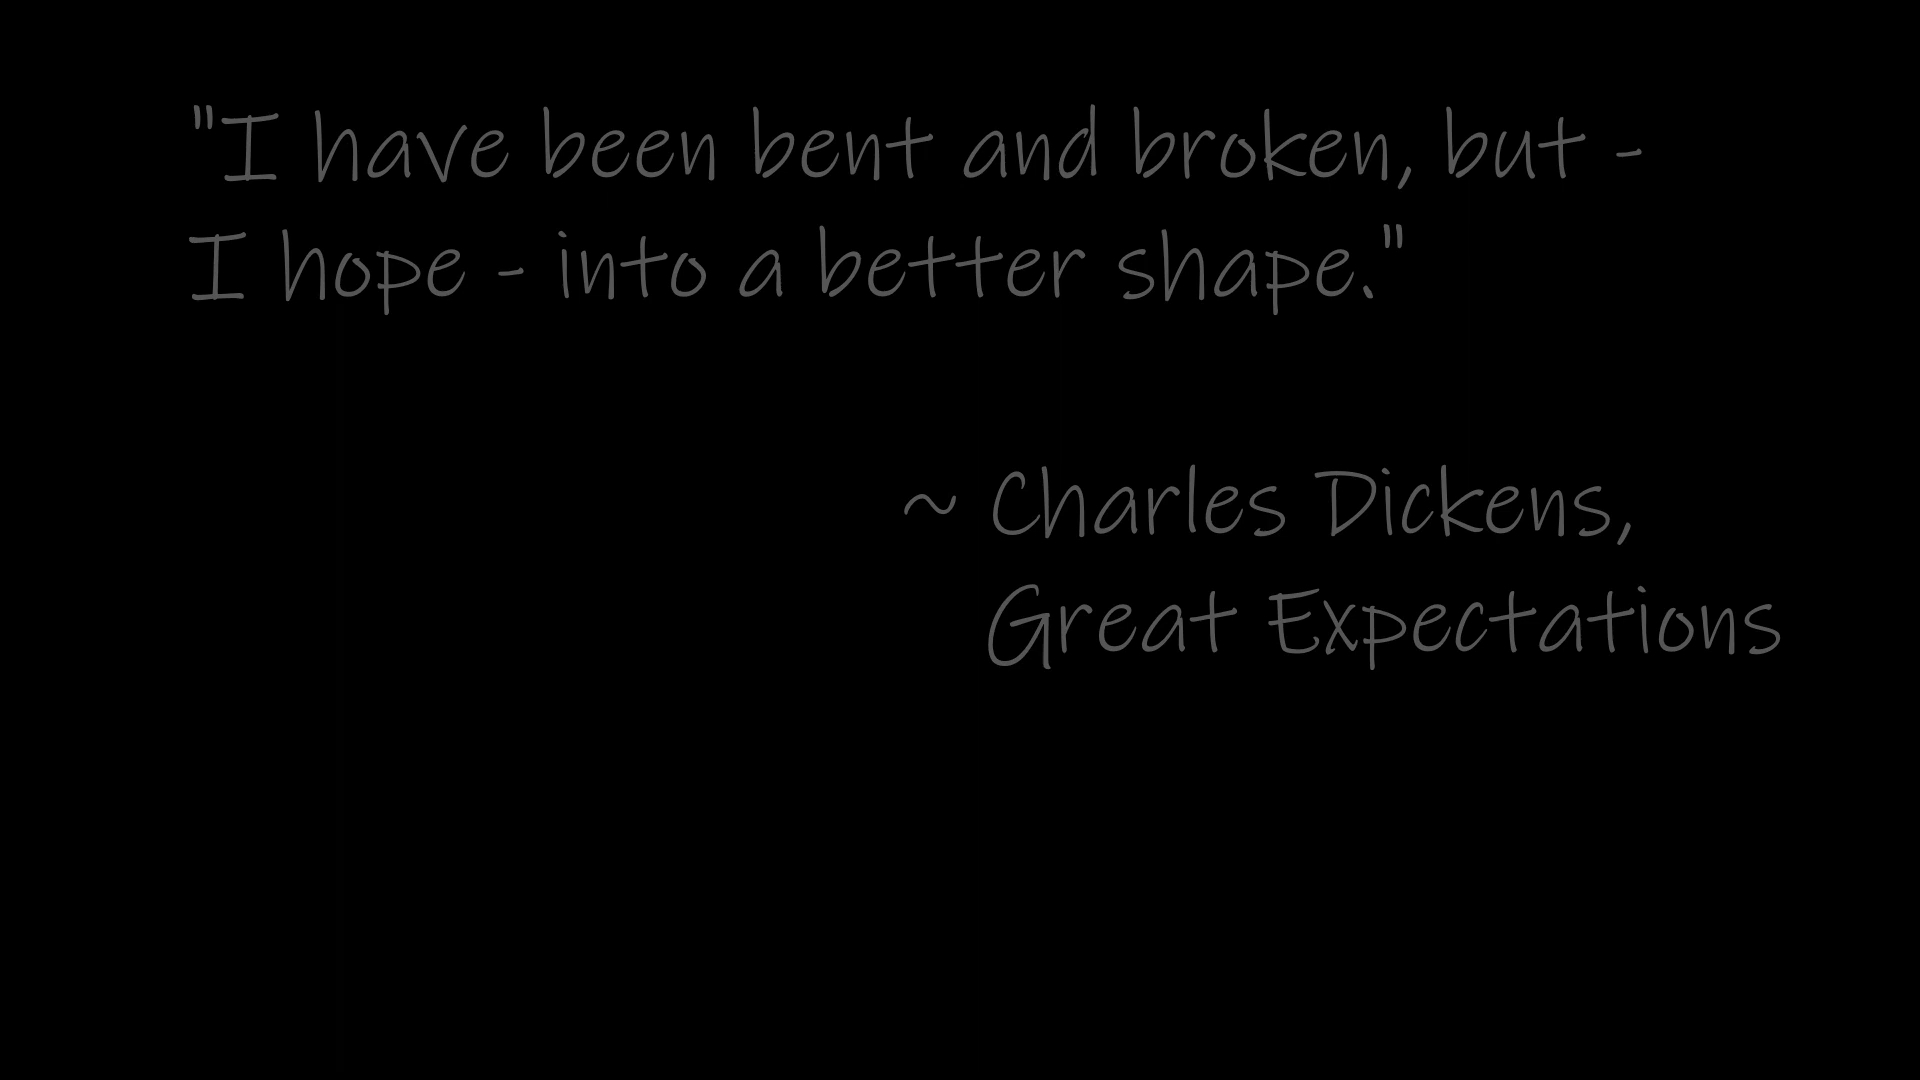 "I have been bent and broken, but -
I hope - into a better shape."
~ Charles Dickens,
Great Expectations